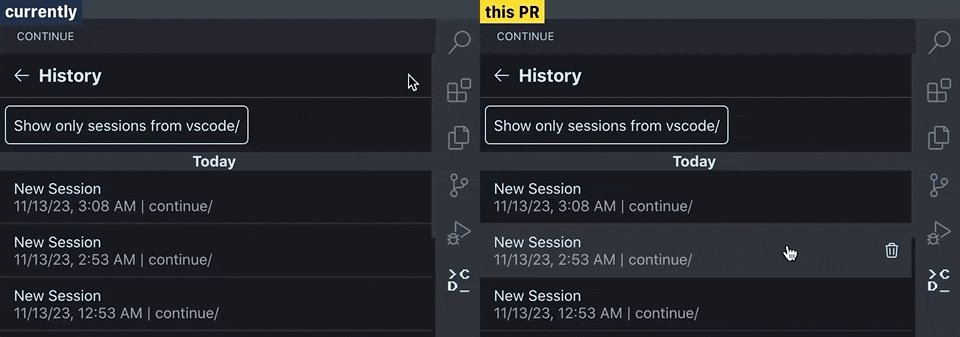 currently
CONTINUE
← History
Show only sessions from vscode/
Today
New Session
11/13/23, 3:08 AM | continue/
New Session
11/13/23, 2:53 AM | continue/
New Session
11/13/23, 12:53 AM | continue/
>C
D_
this PR
CONTINUE
← History
Show only sessions from vscode/
Today
New Session
11/13/23, 3:08 AM | continue/
New Session
11/13/23, 2:53 AM | continue/
New Session
11/13/23, 12:53 AM | continue/
>C
D_